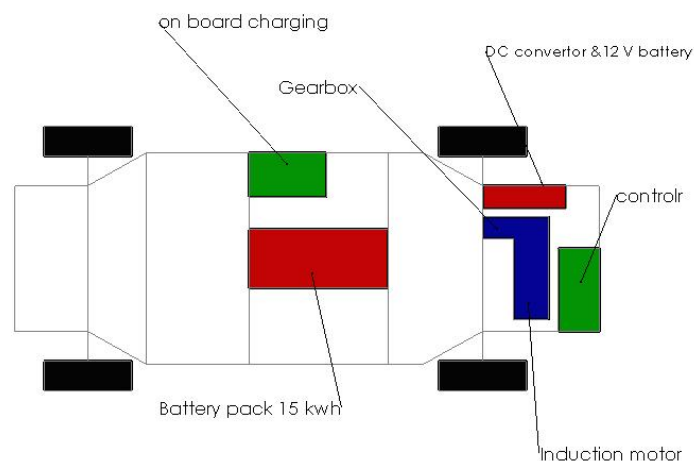 on board charging
DC convertor &12 V battery
Gearbox
controlr
Battery pack 15 kwh
Induction motor